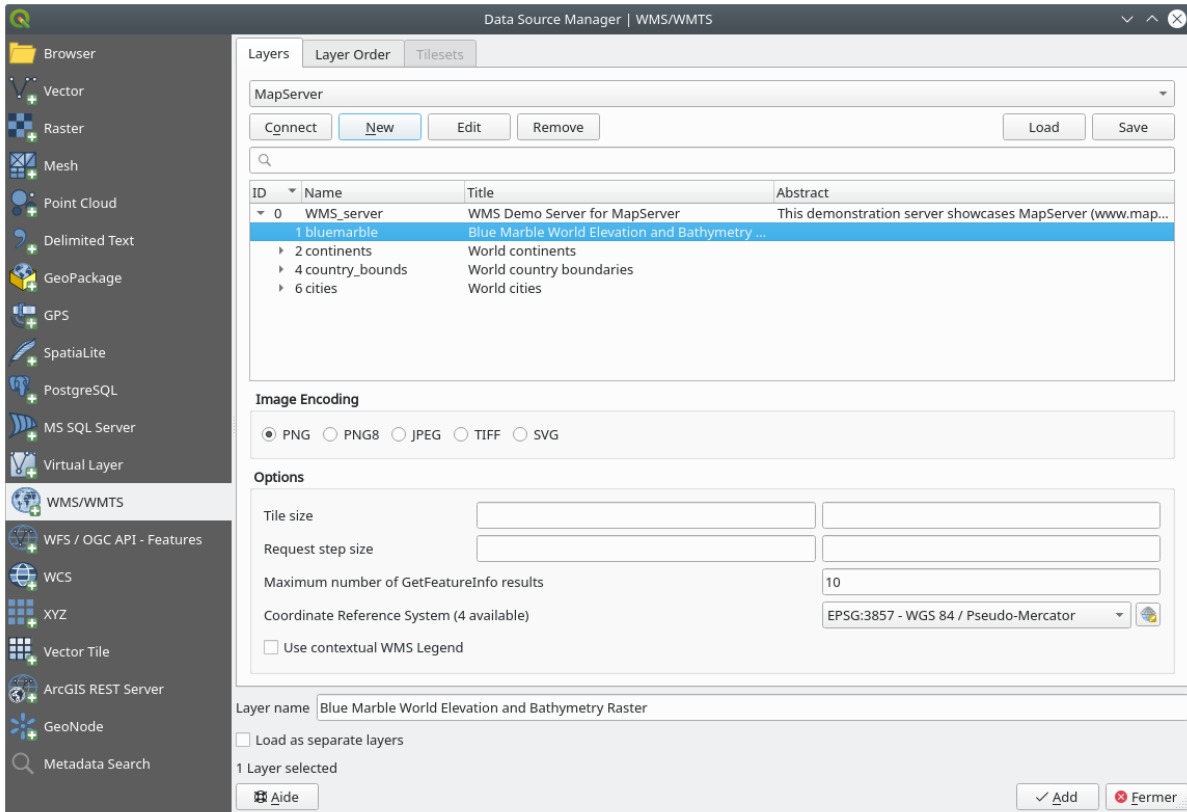 Data Source Manager | WMS/WMTS
Browser
Vector
Raster
Mesh
Point Cloud
Delimited Text
GeoPackage
GPS
SpatiaLite
PostgreSQL
MS SQL Server
Virtual Layer
WMS/WMTS
WFS / OGC API - Features
WCS
XYZ
Vector Tile
ArcGIS REST Server
GeoNode
Metadata Search
Layers Layer Order Tilesets
MapServer
Connect New Edit Remove Load Save
ID Name Title Abstract
0 WMS_server WMS Demo Server for MapServer This demonstration server showcases MapServer (www.map...
1 bluemarble Blue Marble World Elevation and Bathymetry ...
2 continents World continents
4 country_bounds World country boundaries
6 cities World cities
Image Encoding
PNG PNG8 JPEG TIFF SVG
Options
Tile size
Request step size
Maximum number of GetFeatureInfo results 10
Coordinate Reference System (4 available) EPSG:3857 - WGS 84 / Pseudo-Mercator
Use contextual WMS Legend
Layer name Blue Marble World Elevation and Bathymetry Raster
Load as separate layers
1 Layer selected
Aide Add Fermer